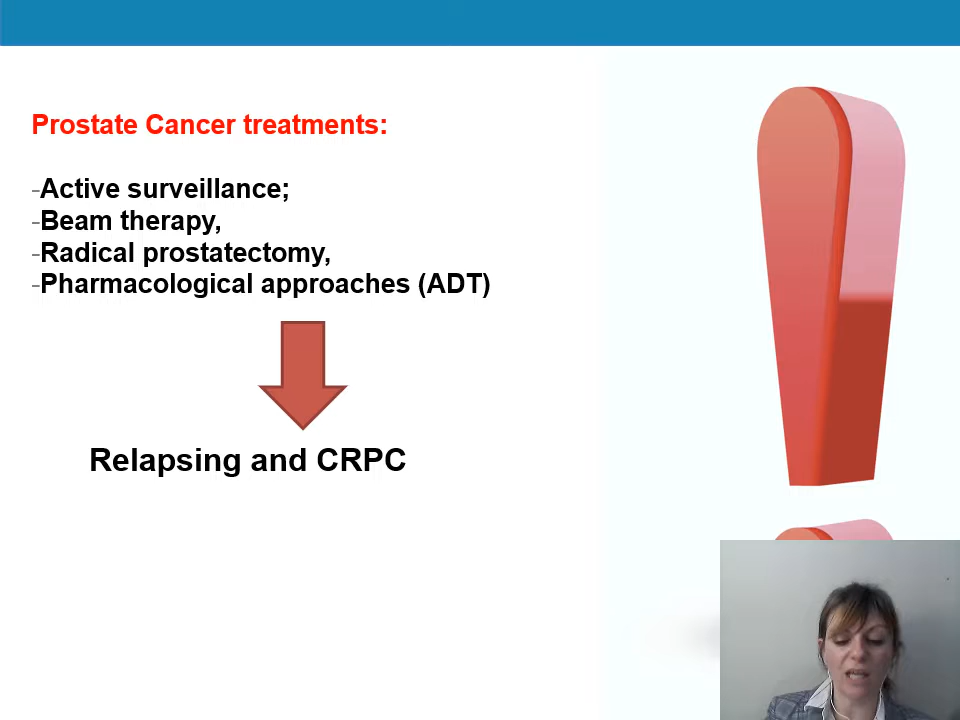 Prostate Cancer treatments:
-Active surveillance;
-Beam therapy,
-Radical prostatectomy,
-Pharmacological approaches (ADT)
Relapsing and CRPC